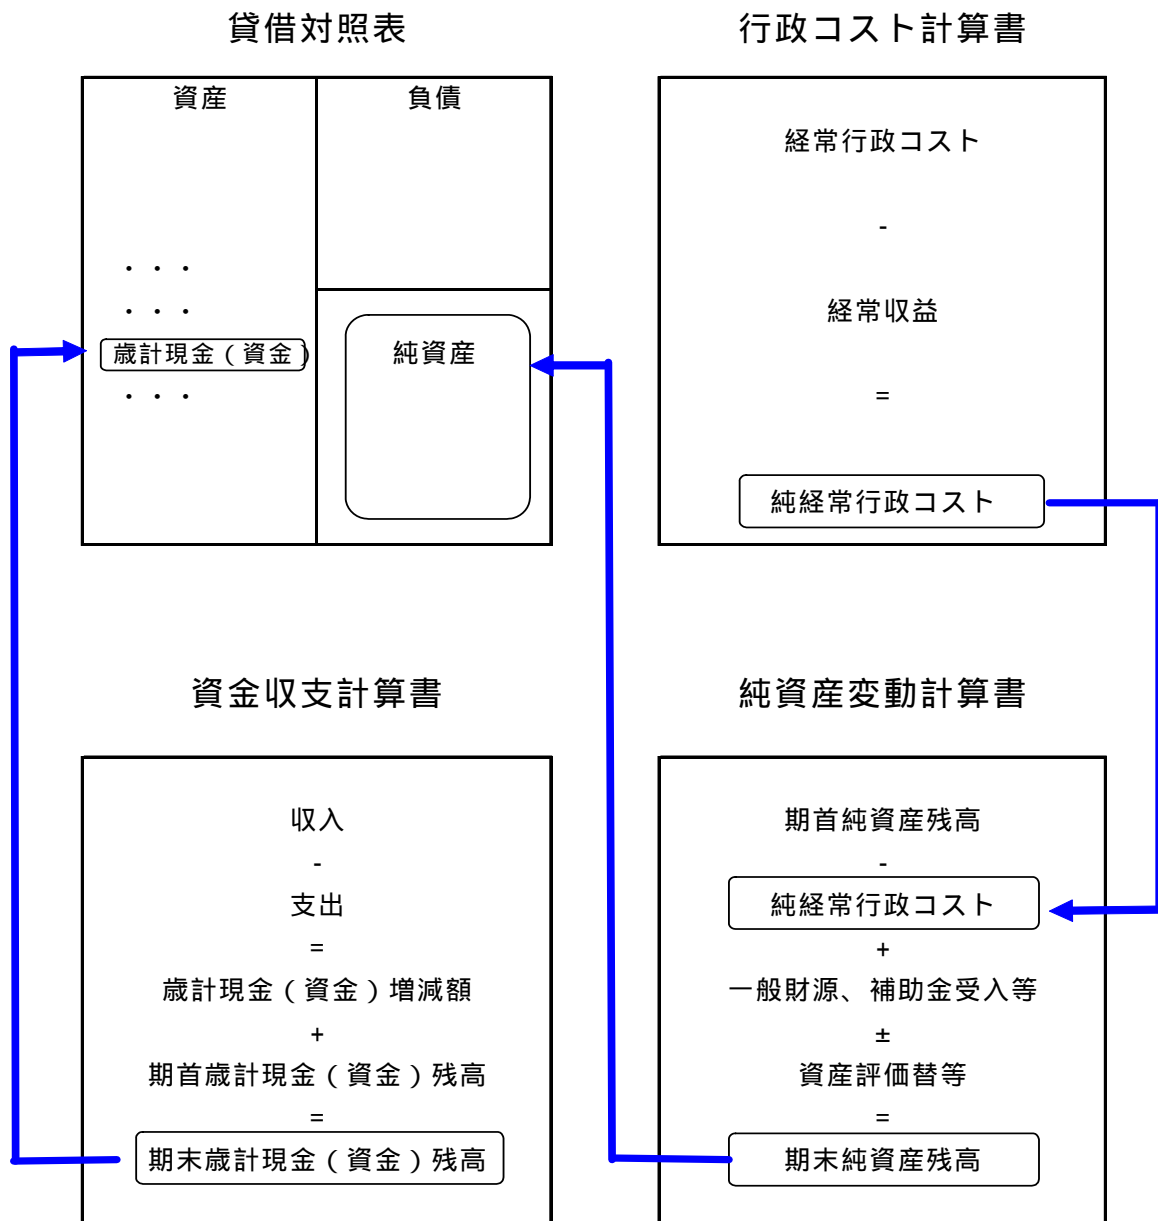 貸借対照表
資産
負債
・・・
・・・
歳計現金（資金）
・・・
純資産
行政コスト計算書
経常行政コスト
-
経常収益
=
純経常行政コスト
資金収支計算書
収入
-
支出
=
歳計現金（資金）増減額
+
期首歳計現金（資金）残高
=
期末歳計現金（資金）残高
純資産変動計算書
期首純資産残高
-
純経常行政コスト
+
一般財源、補助金受入等
±
資産評価替等
=
期末純資産残高